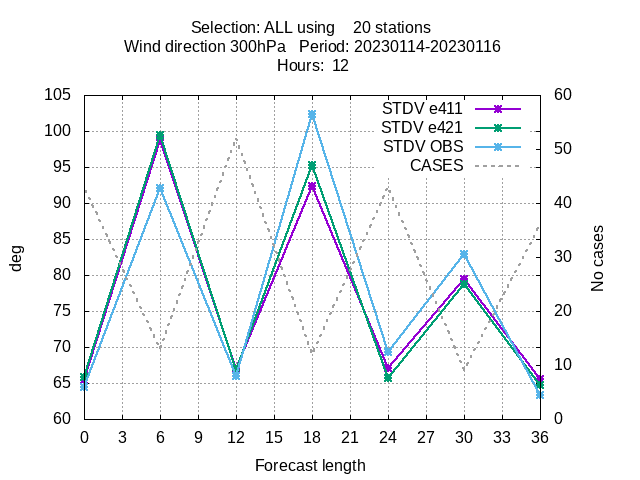 Selection: ALL using    20 stations
Wind direction 300hPa   Period: 20230114-20230116
Hours:  12
STDV e411
STDV e421
STDV OBS
CASES
105
100
95
90
85
80
75
70
65
60
60
50
40
30
20
10
0
deg
No cases
0 3 6 9 12 15 18 21 24 27 30 33 36
Forecast length